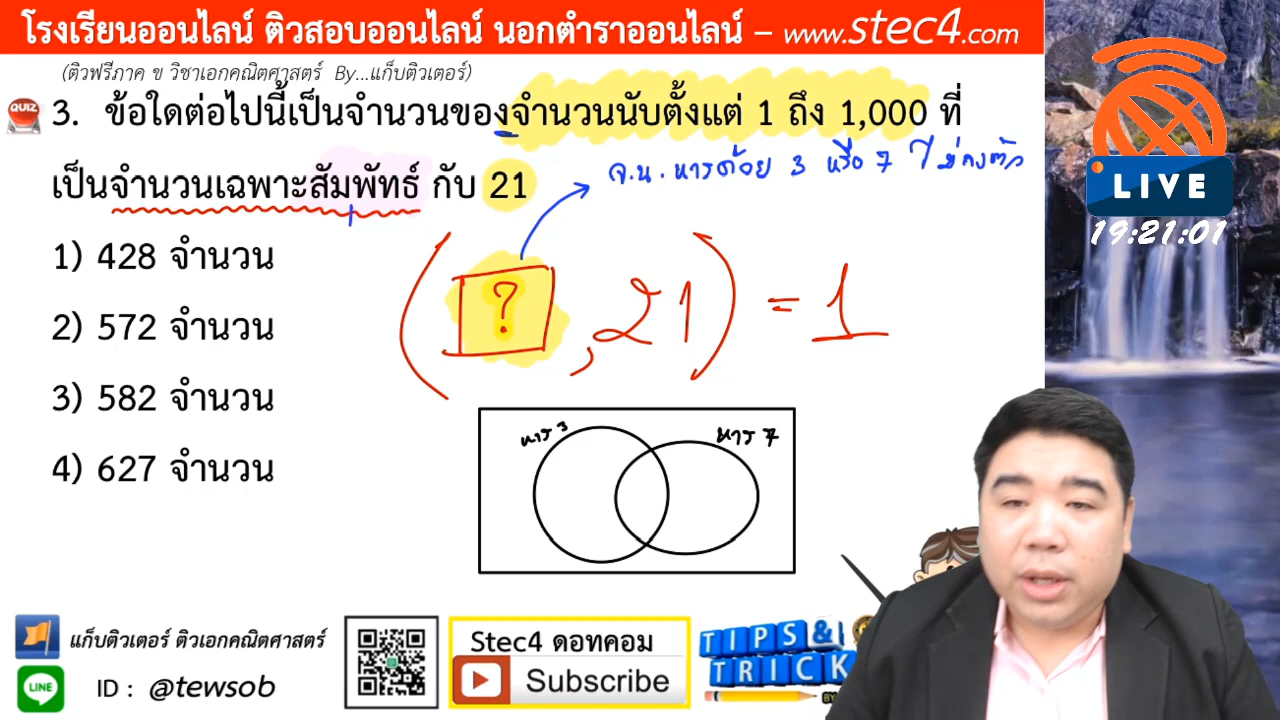 โรงเรียนออนไลน์ ติวสอบออนไลน์ นอกตำราออนไลน์ – www.stec4.com
(ติวฟรีภาค ข วิชาเอกคณิตศาสตร์ By...แก็บติวเตอร์)
QUIZ
3. ข้อใดต่อไปนี้เป็นจำนวนของจำนวนนับตั้งแต่ 1 ถึง 1,000 ที่
เป็นจำนวนเฉพาะสัมพัทธ์ กับ 21
จ.น. หารด้วย 3 หรือ 7 ไม่ลงตัว
LIVE
19:21:01
1) 428 จำนวน
2) 572 จำนวน
3) 582 จำนวน
4) 627 จำนวน
( ? , 21 ) = 1
หาร 3
หาร 7
แก็บติวเตอร์ ติวเอกคณิตศาสตร์
LINE
ID : @tewsob
Stec4 ดอทคอม
Subscribe
TIPS &
TRICK
BY